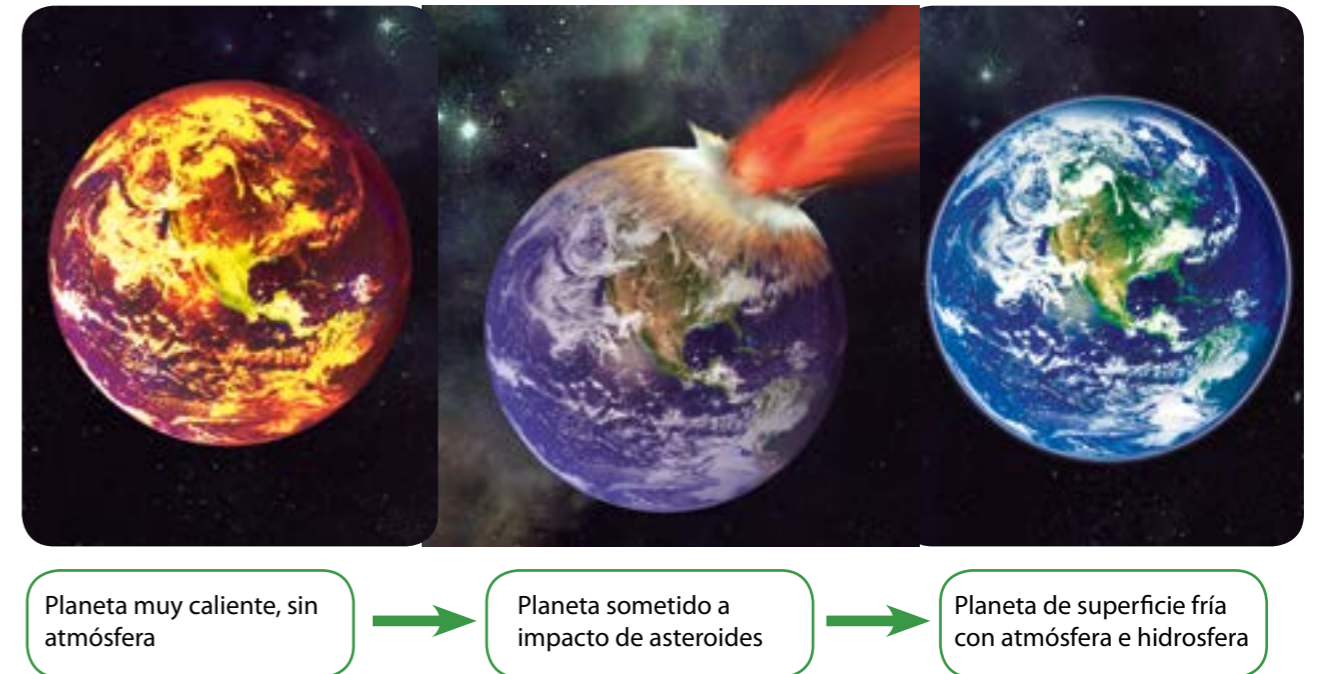 Planeta muy caliente, sin
atmósfera
Planeta sometido a
impacto de asteroides
Planeta de superficie fría
con atmósfera e hidrosfera